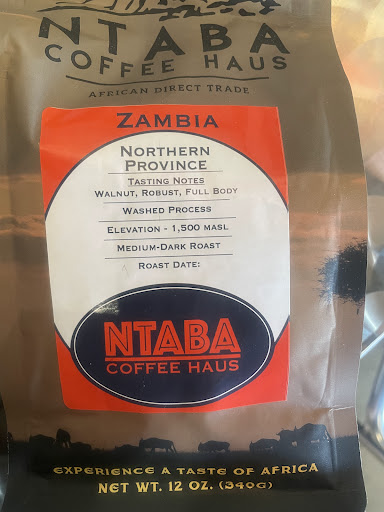 NTABA
COFFEE HAUS
AFRICAN DIRECT TRADE
ZAMBIA
NORTHERN
PROVINCE
TASTING NOTES
WALNUT, ROBUST, FULL BODY
WASHED PROCESS
ELEVATION - 1,500 MASL
MEDIUM-DARK ROAST
ROAST DATE:
NTABA
COFFEE HAUS
EXPERIENCE A TASTE OF AFRICA
NET WT. 12 OZ. (340G)